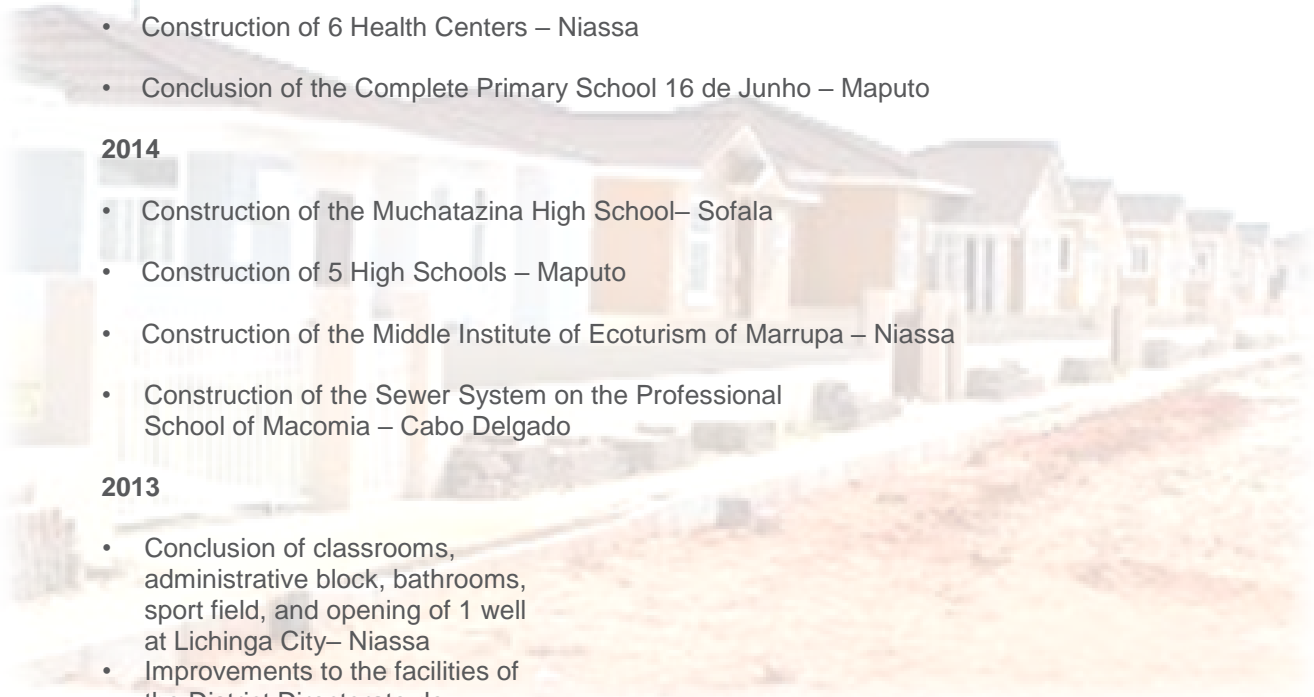 • Construction of 6 Health Centers – Niassa
• Conclusion of the Complete Primary School 16 de Junho – Maputo
2014
• Construction of the Muchatazina High School– Sofala
• Construction of 5 High Schools – Maputo
• Construction of the Middle Institute of Ecoturism of Marrupa – Niassa
• Construction of the Sewer System on the Professional
School of Macomia – Cabo Delgado
2013
• Conclusion of classrooms,
administrative block, bathrooms,
sport field, and opening of 1 well
at Lichinga City– Niassa
• Improvements to the facilities of
the District Directorate